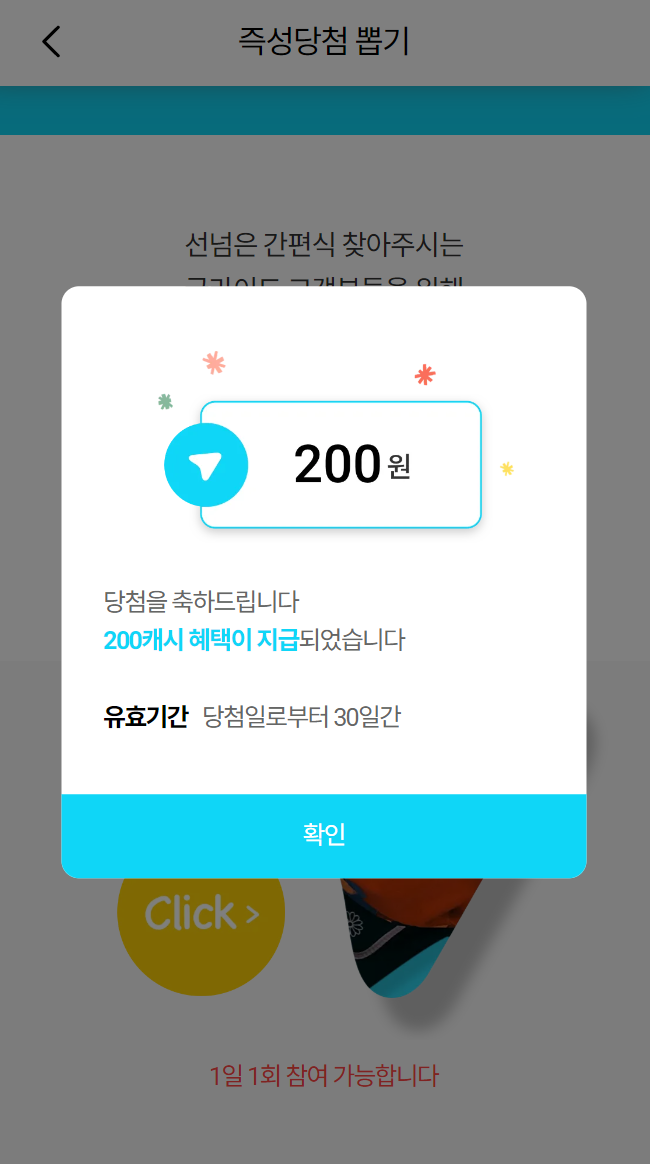 즉성당첨 뽑기
선넘은 간편식 찾아주시는
200 원
당첨을 축하드립니다
200캐시 혜택이 지급되었습니다
유효기간 당첨일로부터 30일간
확인
Click >
1일 1회 참여 가능합니다